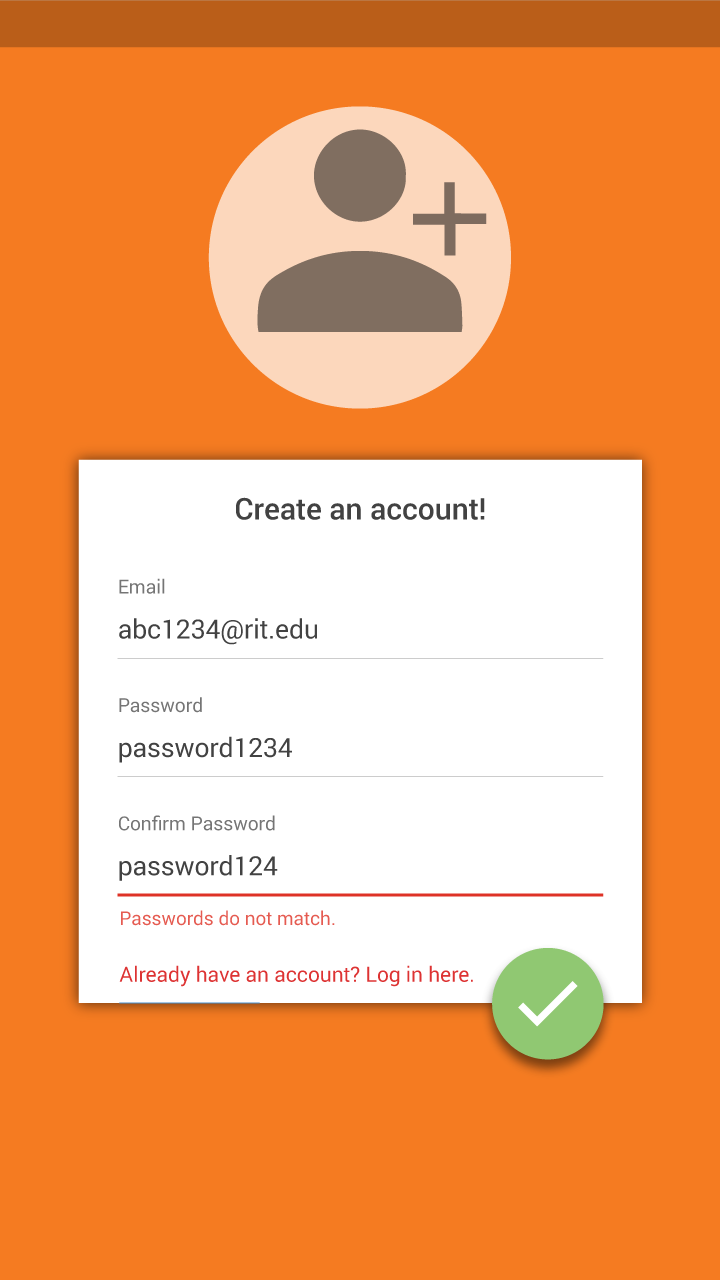 Create an account!
Email
abc1234@rit.edu
Password
password1234
Confirm Password
password124
Passwords do not match.
Already have an account? Log in here.